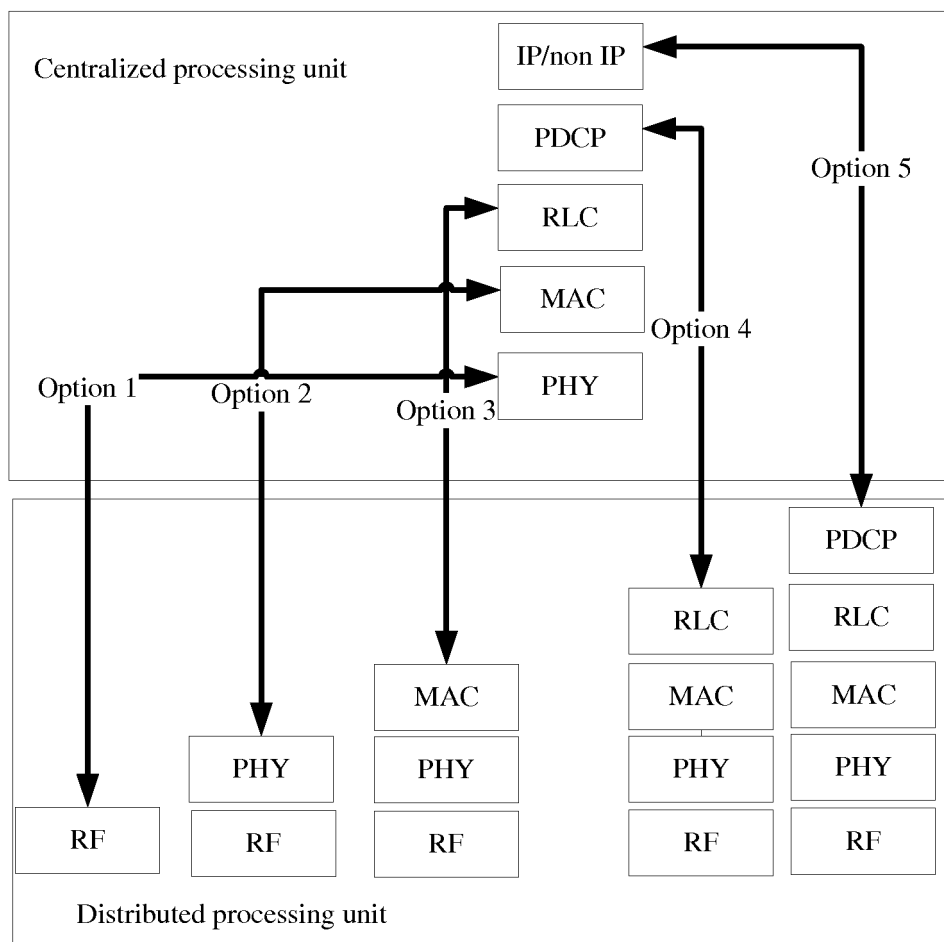 IP/non IP
Centralized processing unit
PDCP
Option 5
RLC
MAC
Option 4
PHY
Option 1
Option 2
Option 3
PDCP
RLC
RLC
MAC
MAC
MAC
PHY
PHY
PHY
PHY
RF
RF
RF
RF
RF
Distributed processing unit